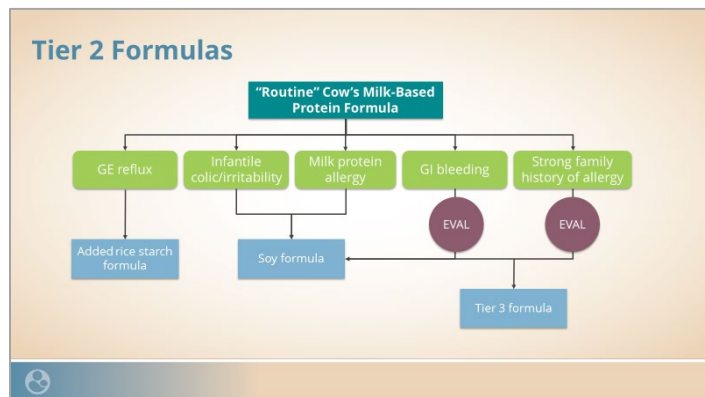 Tier 2 Formulas
“Routine” Cow’s Milk-Based
Protein Formula
GE reflux
Infantile
colic/irritability
Milk protein
allergy
GI bleeding
Strong family
history of allergy
EVAL
EVAL
Added rice starch
formula
Soy formula
Tier 3 formula